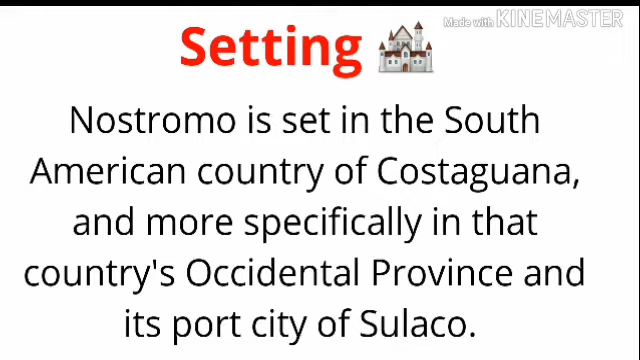 Made with KINEMASTER
Setting 🏰
Nostromo is set in the South
American country of Costaguana,
and more specifically in that
country's Occidental Province and
its port city of Sulaco.